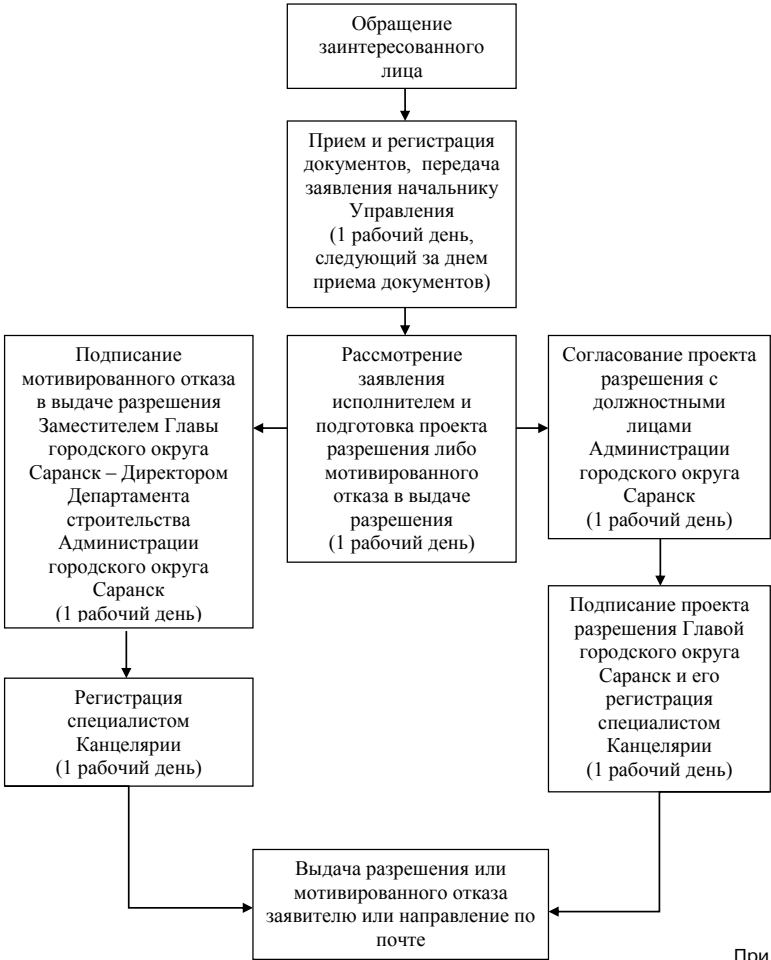 Обращение
заинтересованного
лица
Прием и регистрация
документов, передача
заявления начальнику
Управления
(1 рабочий день,
следующий за днем
приема документов)
Подписание
мотивированного отказа
в выдаче разрешения
Заместителем Главы
городского округа
Саранск – Директором
Департамента
строительства
Администрации
городского округа
Саранск
(1 рабочий день)
Рассмотрение
заявления
исполнителем и
подготовка проекта
разрешения либо
мотивированного
отказа в выдаче
разрешения
(1 рабочий день)
Согласование проекта
разрешения с
должностными
лицами
Администрации
городского округа
Саранск
(1 рабочий день)
Регистрация
специалистом
Канцелярии
(1 рабочий день)
Подписание проекта
разрешения Главой
городского округа
Саранск и его
регистрация
специалистом
Канцелярии
(1 рабочий день)
Выдача разрешения или
мотивированного отказа
заявителю или направление по
почте
При